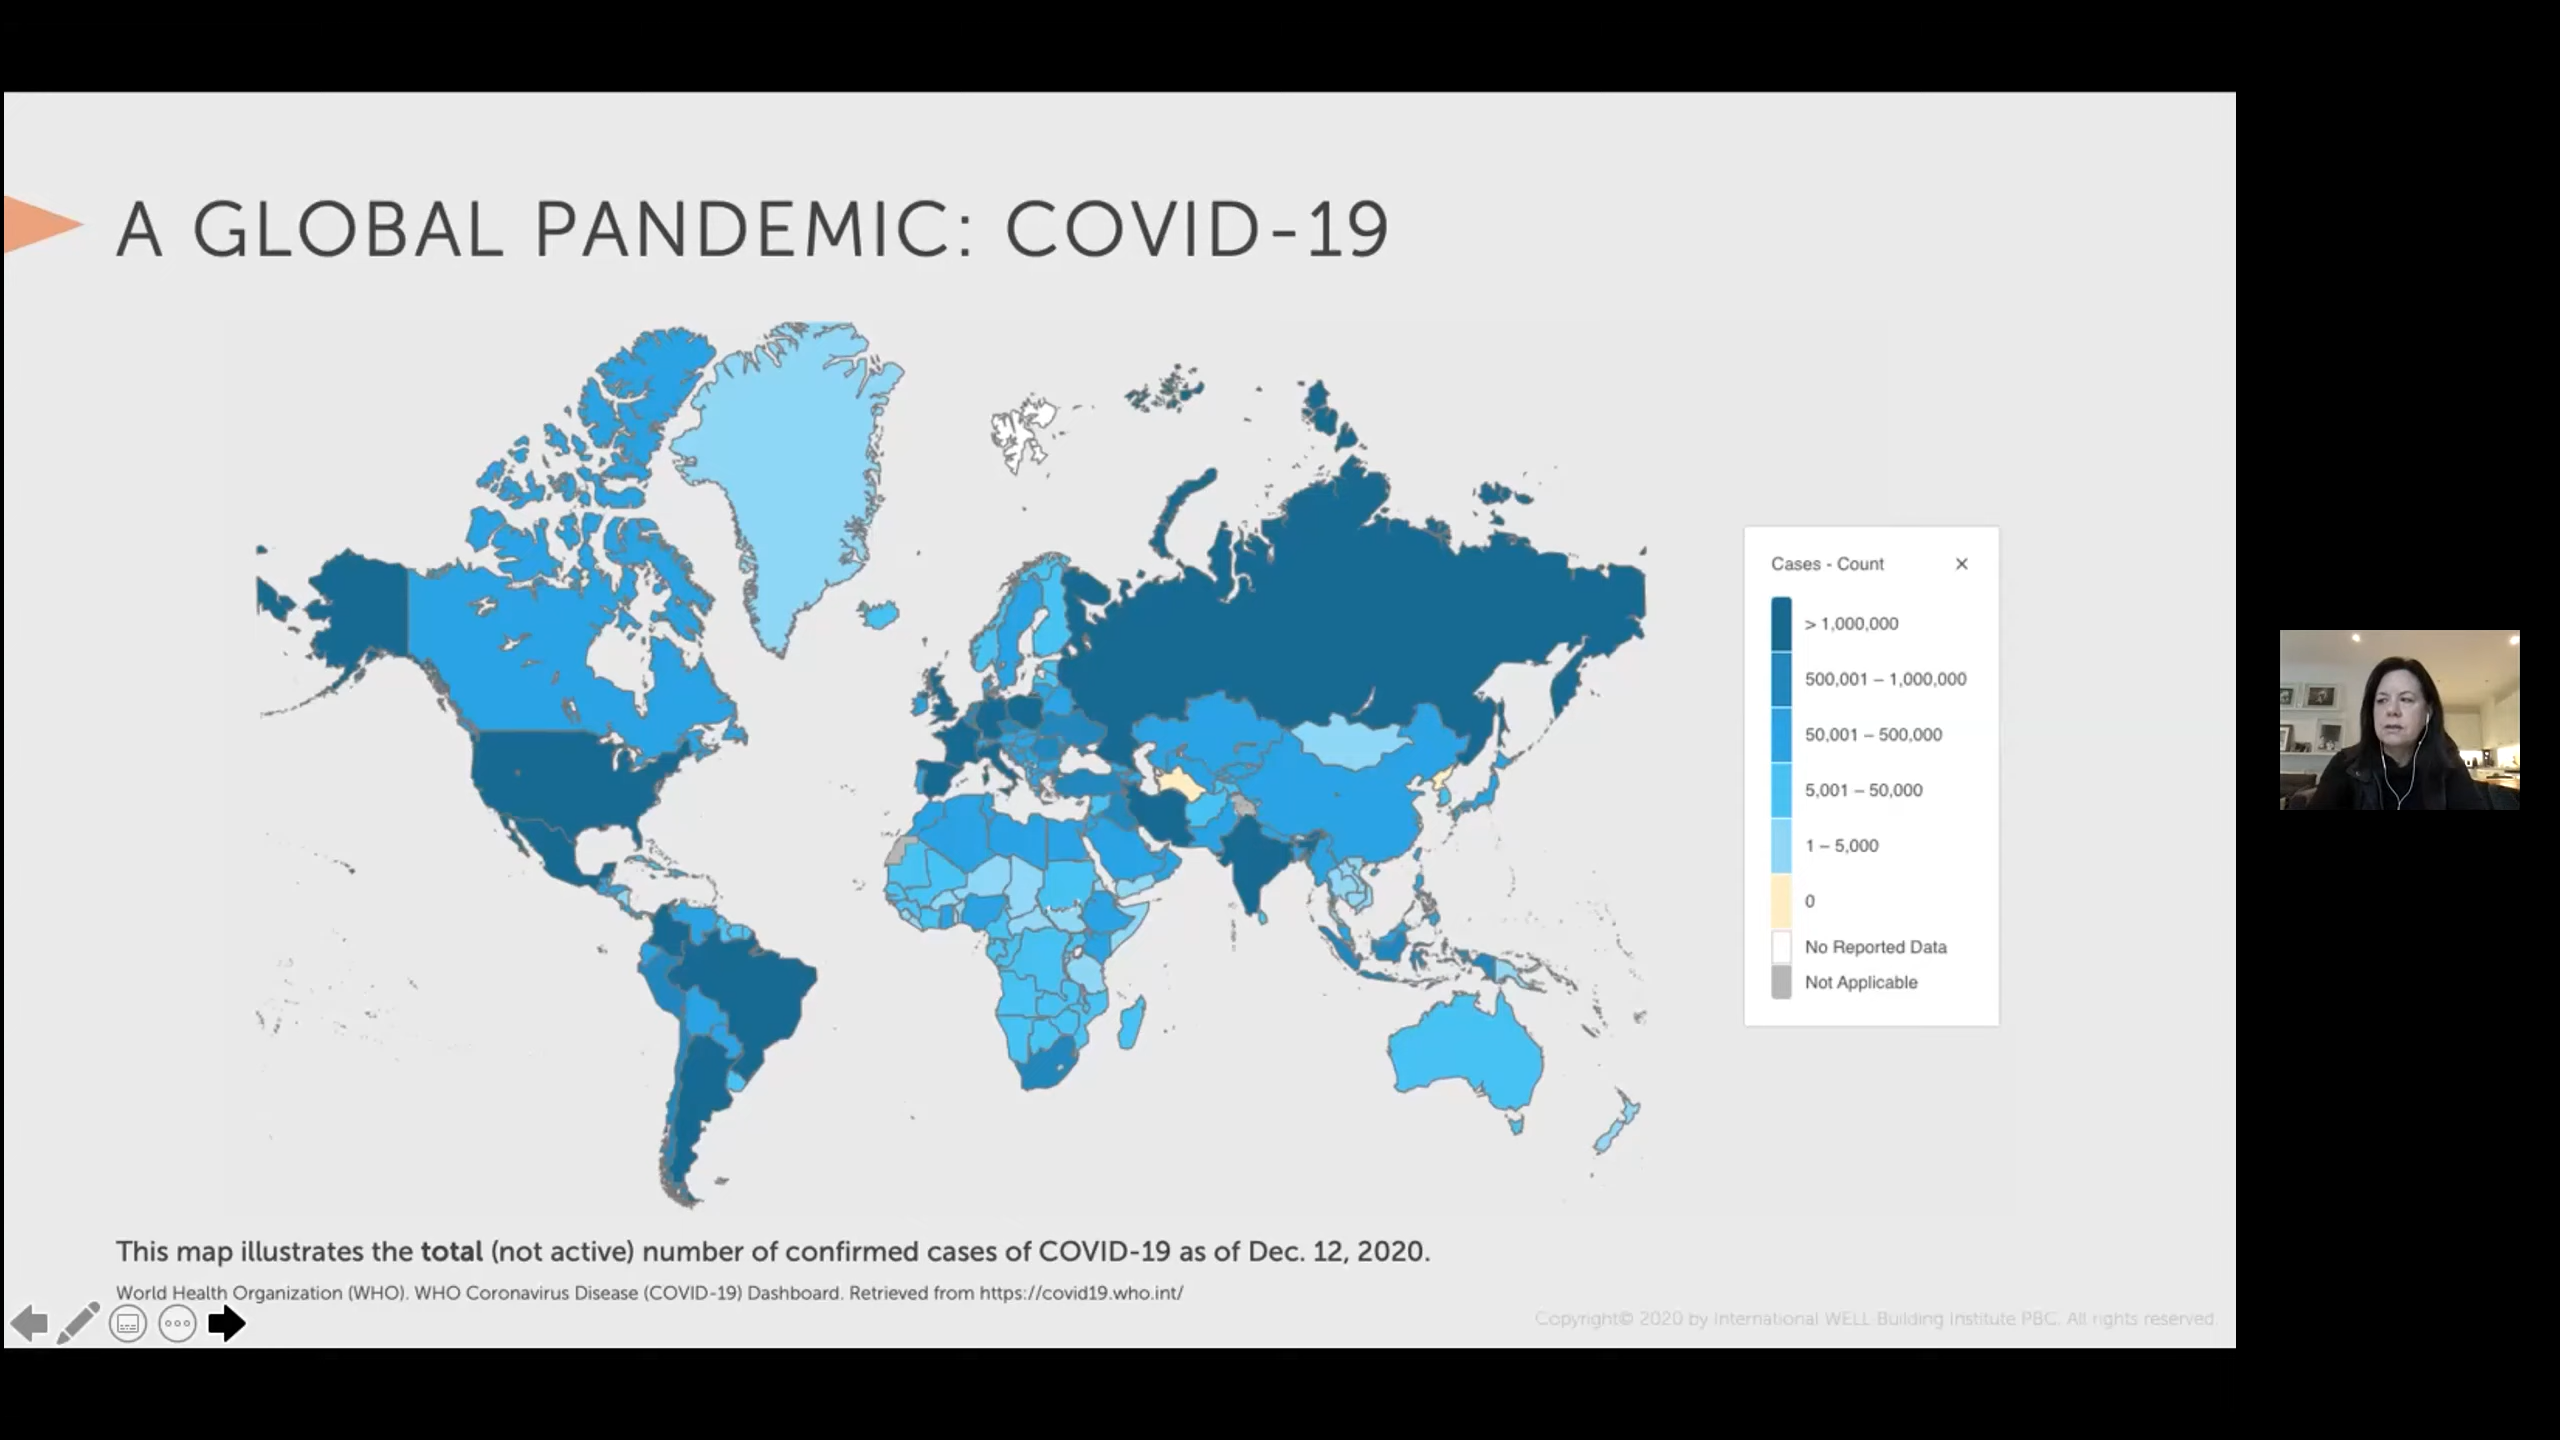 A GLOBAL PANDEMIC: COVID-19
Cases - Count
> 1,000,000
500,001 – 1,000,000
50,001 – 500,000
5,001 – 50,000
1 – 5,000
0
No Reported Data
Not Applicable
This map illustrates the total (not active) number of confirmed cases of COVID-19 as of Dec. 12, 2020.
World Health Organization (WHO). WHO Coronavirus Disease (COVID-19) Dashboard. Retrieved from https://covid19.who.int/
Copyright© 2020 by International WELL Building Institute PBC. All rights reserved.